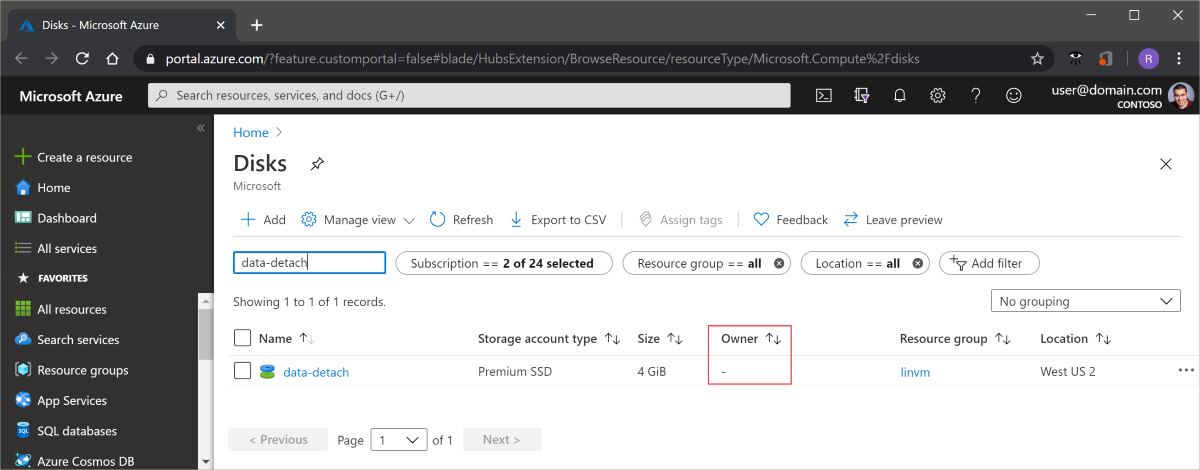 Disks - Microsoft Azure
portal.azure.com/?feature.customportal=false#blade/HubsExtension/BrowseResource/resourceType/Microsoft.Compute%2Fdisks
R
Microsoft Azure
Search resources, services, and docs (G+/)
user@domain.com
CONTOSO
Create a resource
Home
Dashboard
All services
FAVORITES
All resources
Search services
Resource groups
App Services
SQL databases
SQL
Azure Cosmos DB
Home
Disks
Microsoft
Add Manage view Refresh Export to CSV Assign tags Feedback Leave preview
data-detach Subscription == 2 of 24 selected Resource group == all Location == all Add filter
Showing 1 to 1 of 1 records. No grouping
Name Storage account type Size Owner Resource group Location
data-detach Premium SSD 4 GiB - linvm West US 2 ···
< Previous Page 1 of 1 Next >